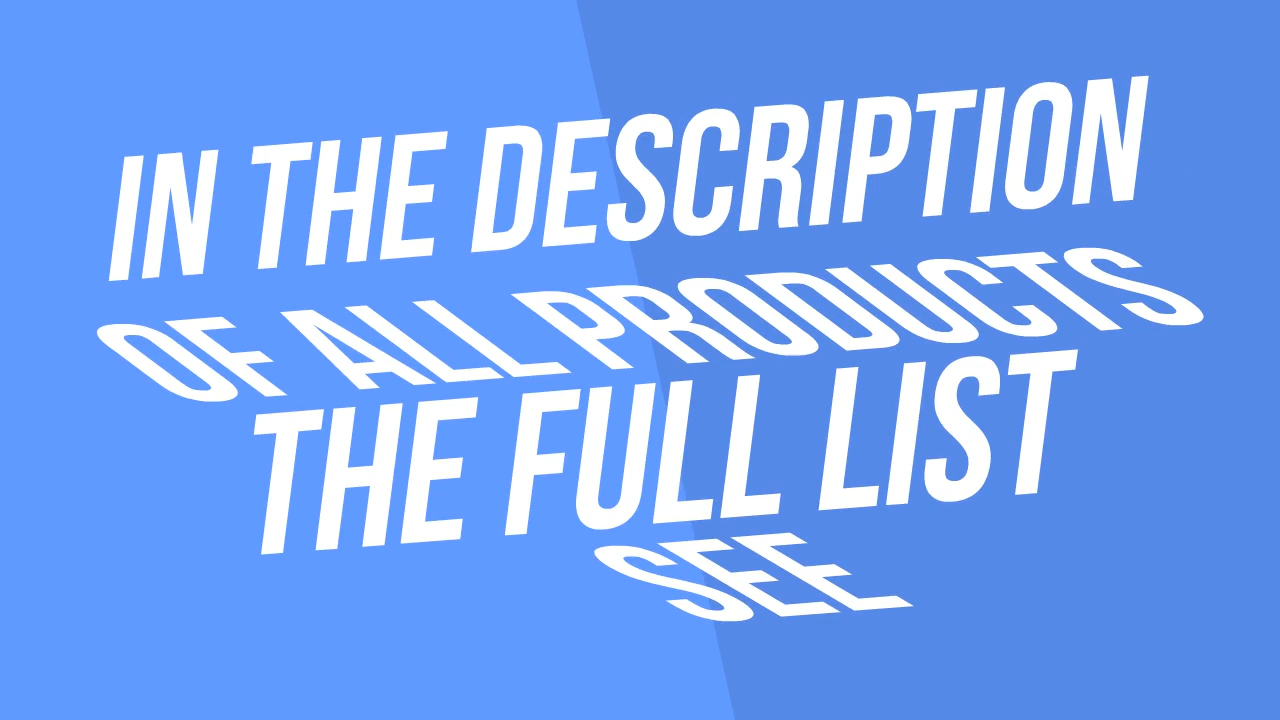 IN THE DESCRIPTION
OF ALL PRODUCTS
THE FULL LIST
SEE